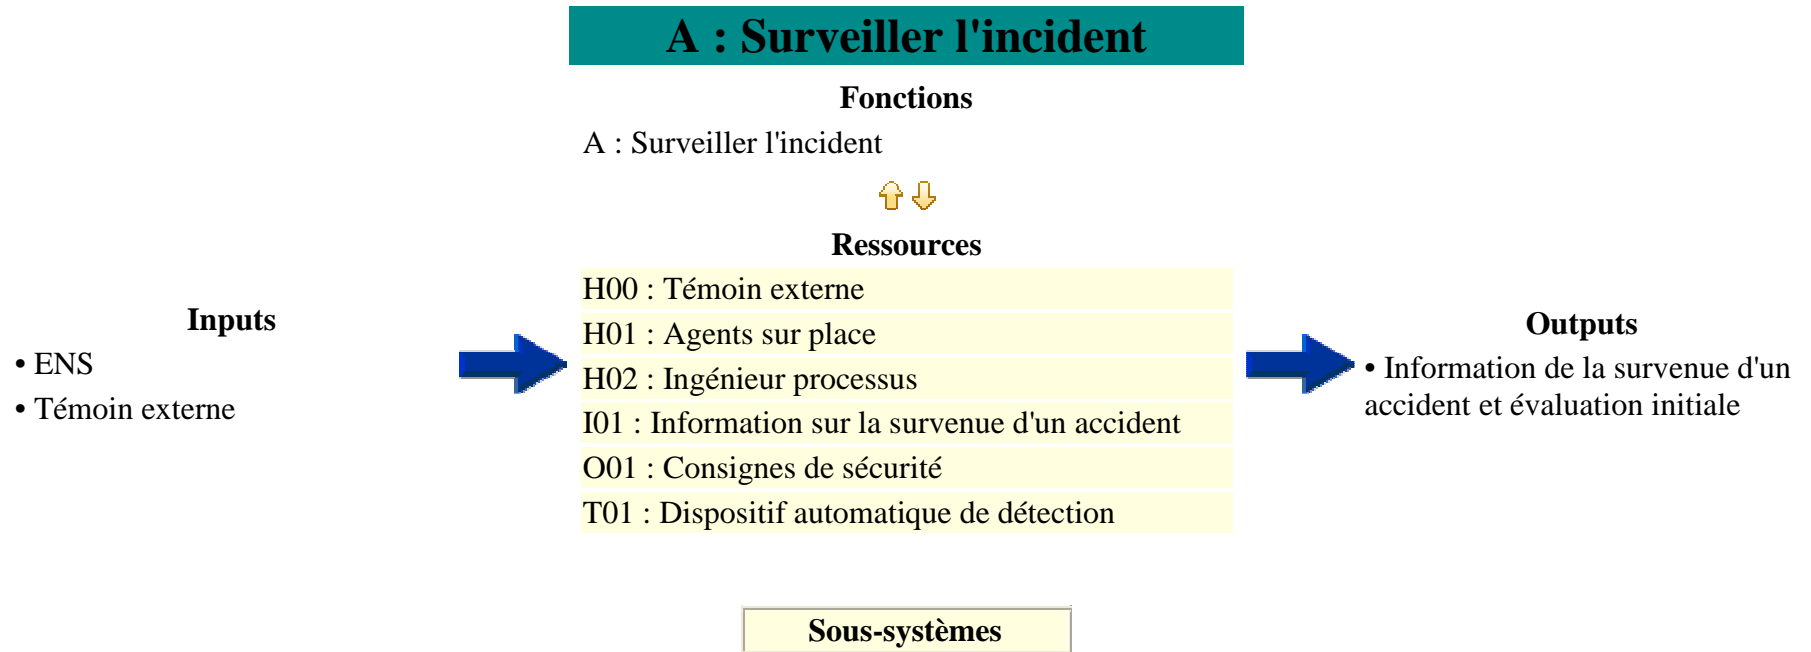 A : Surveiller l'incident
Fonctions
A : Surveiller l'incident
Ressources
H00 : Témoin externe
H01 : Agents sur place
H02 : Ingénieur processus
I01 : Information sur la survenue d'un accident
O01 : Consignes de sécurité
T01 : Dispositif automatique de détection
Inputs
• ENS
• Témoin externe
Outputs
• Information de la survenue d'un
accident et évaluation initiale
Sous-systèmes